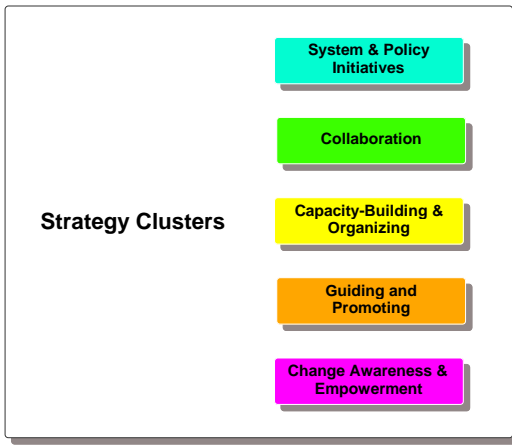 System & Policy
Initiatives
Collaboration
Strategy Clusters
Capacity-Building &
Organizing
Guiding and
Promoting
Change Awareness &
Empowerment